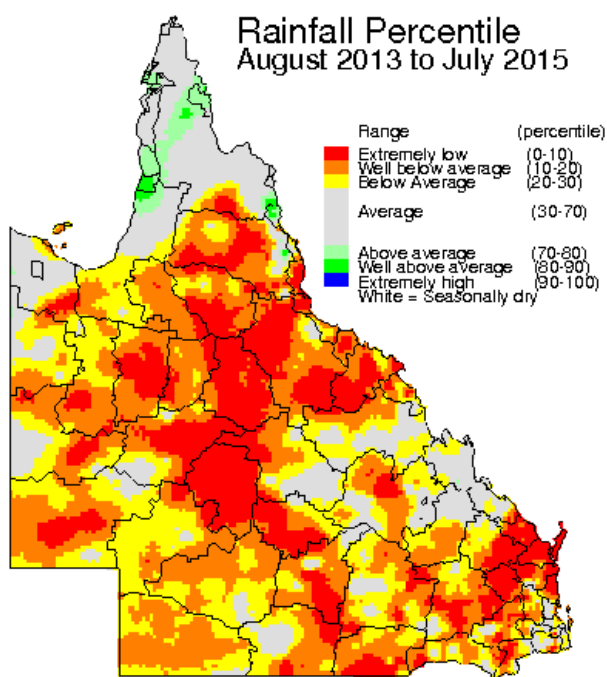 Rainfall Percentile
August 2013 to July 2015
Range (percentile)
Extremely low (0-10)
Well below average (10-20)
Below Average (20-30)
Average (30-70)
Above average (70-80)
Well above average (80-90)
Extremely high (90-100)
White = Seasonally dry